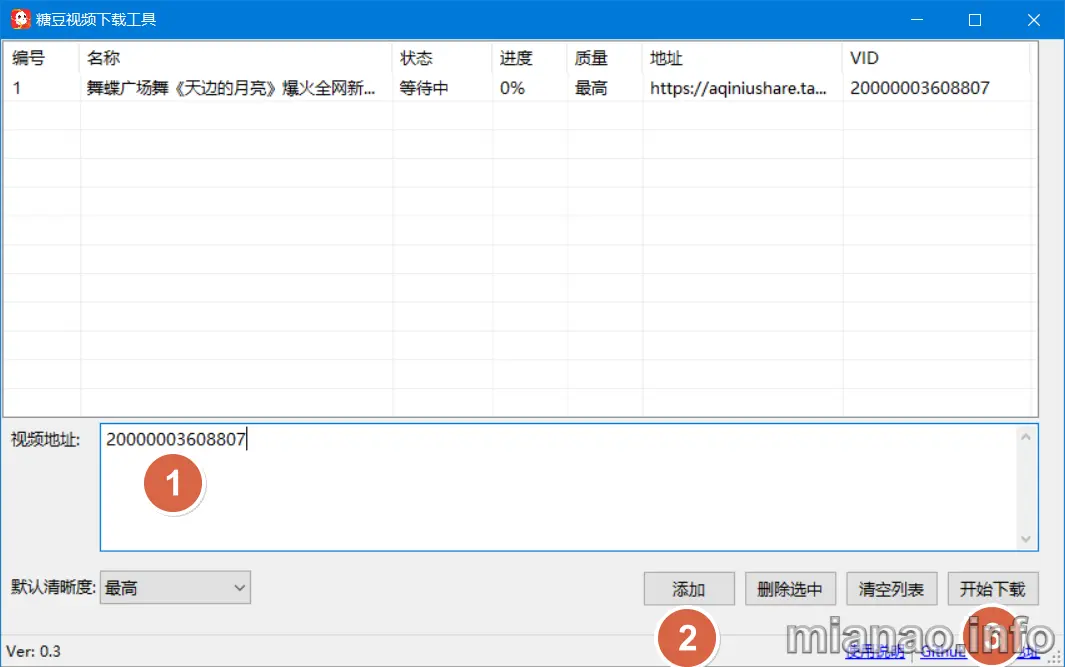 糖豆视频下载工具
编号 名称 状态 进度 质量 地址 VID
1 舞蝶广场舞《天边的月亮》爆火全网新... 等待中 0% 最高 https://aqiniushare.ta... 20000003608807
视频地址: 20000003608807
1
默认清晰度: 最高 添加 删除选中 清空列表 开始下载
2 3
mianao.info
Ver: 0.3 使用说明